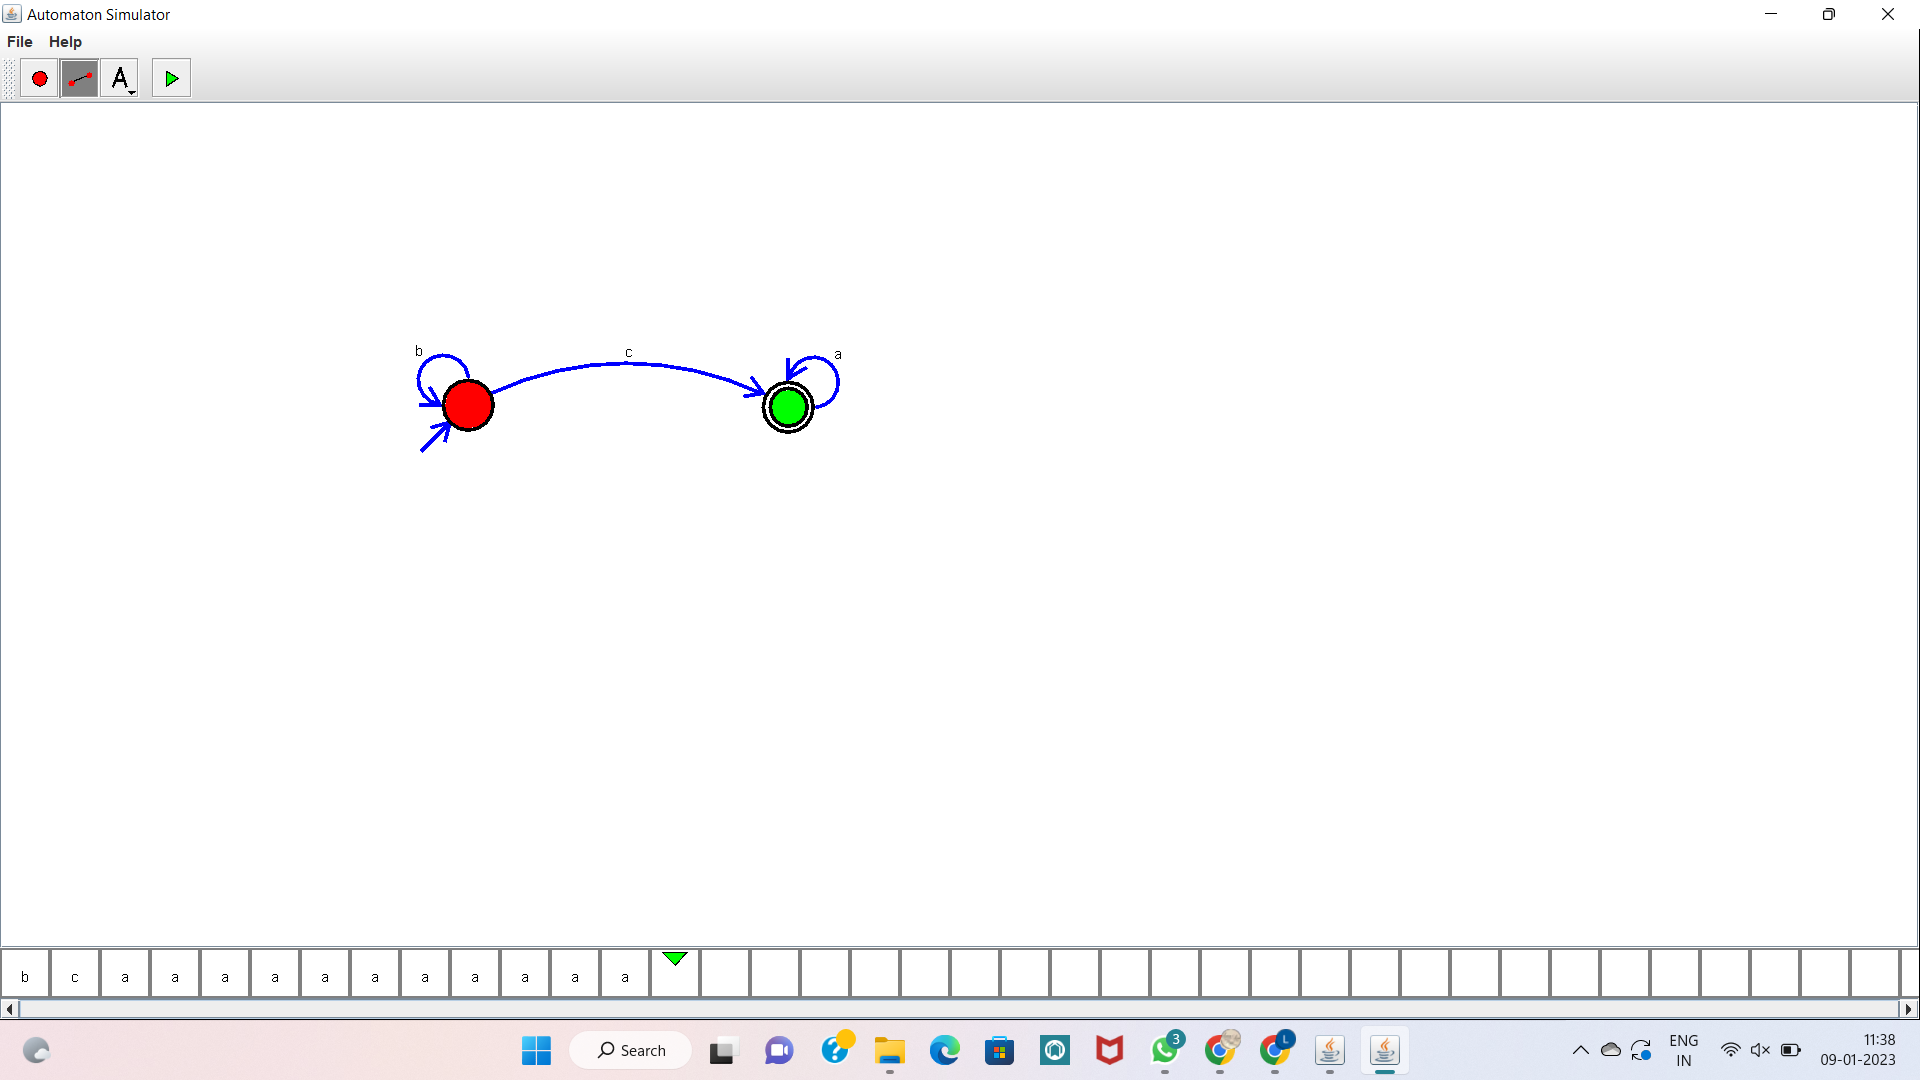 Automaton Simulator
File Help
A
b
c
a
b c a a a a a a a a a a a
Search
3
L
ENG
IN
11:38
09-01-2023